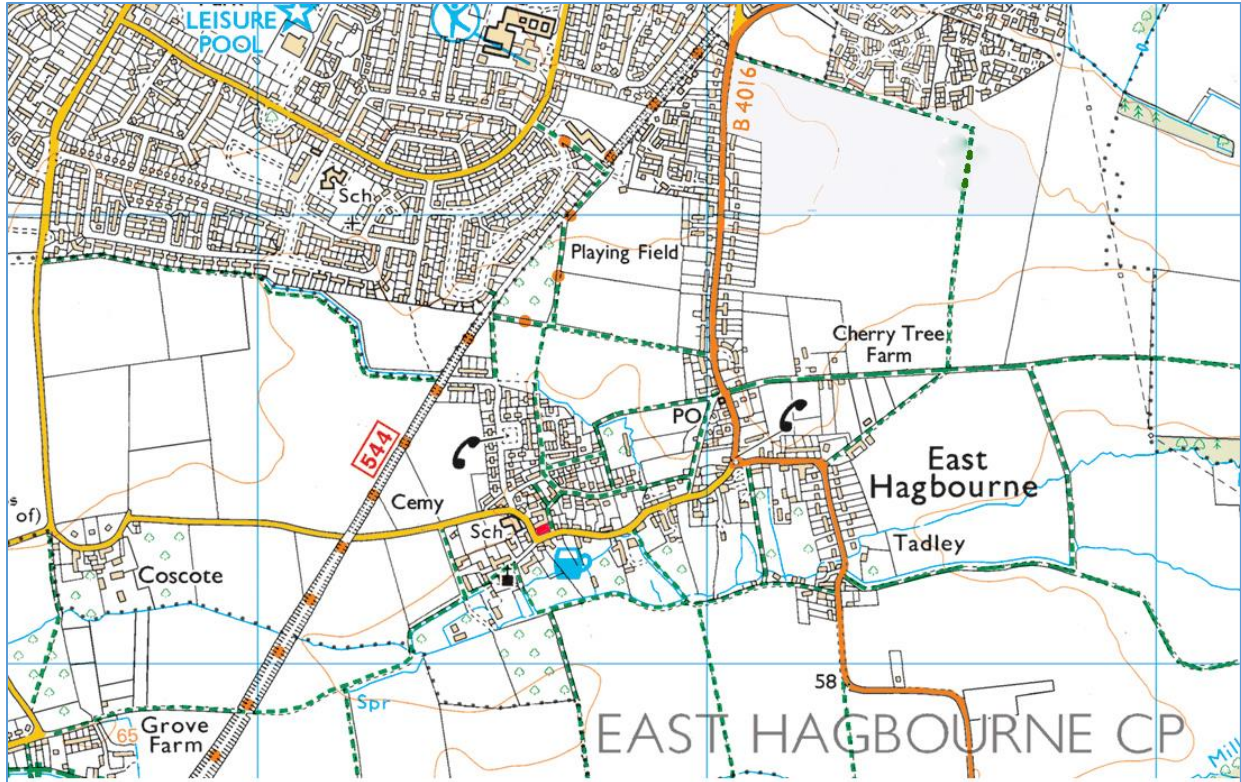 LEISURE
POOL
B 4016
Sch
Playing Field
Cherry Tree
Farm
PO
544
East
Hagbourne
Cemy
Sch
Tadley
of)
Coscote
58
Spr
EAST HAGBOURNE CP
65
Grove
Farm